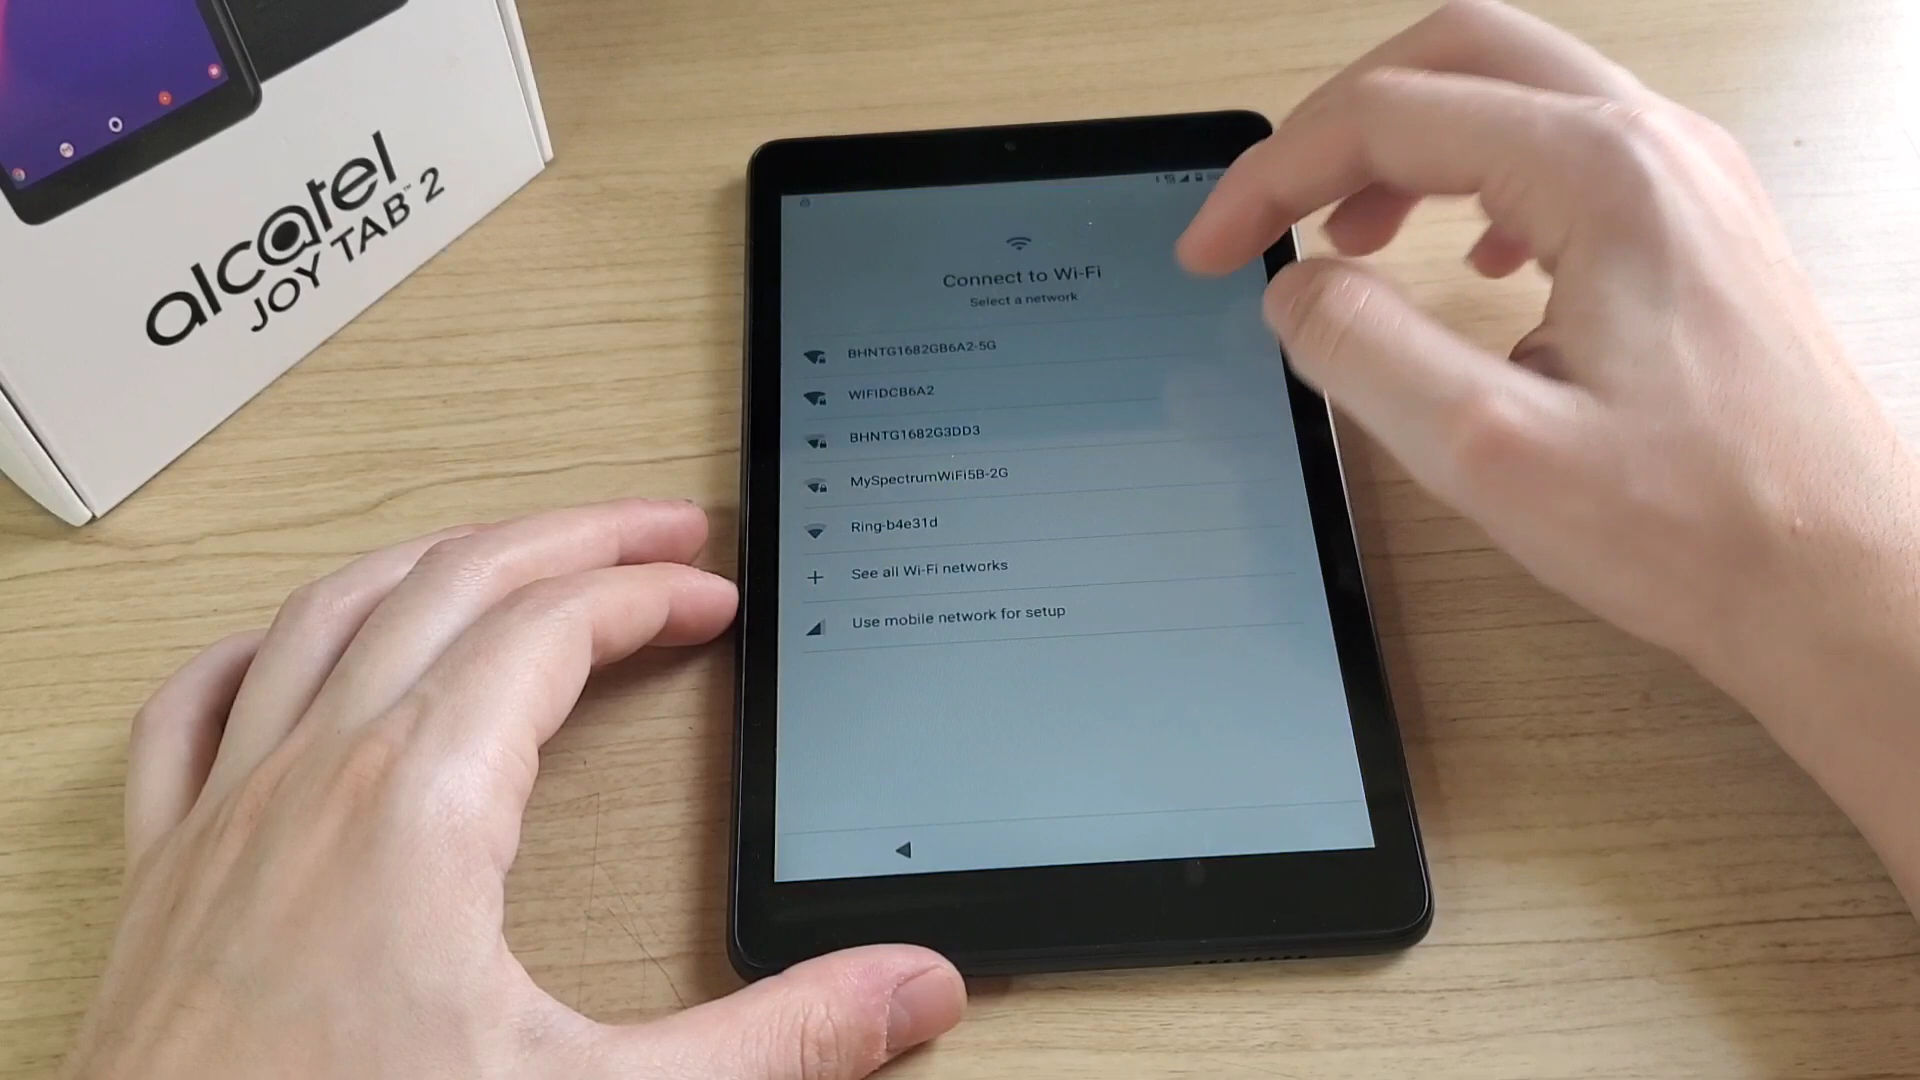 alcatel
JOY TAB™ 2
Connect to Wi-Fi
Select a network
BHNTG1682GB6A2-5G
WIFIDCB6A2
BHNTG1682G3DD3
MySpectrumWiFi5B-2G
Ring-b4e31d
See all Wi-Fi networks
Use mobile network for setup